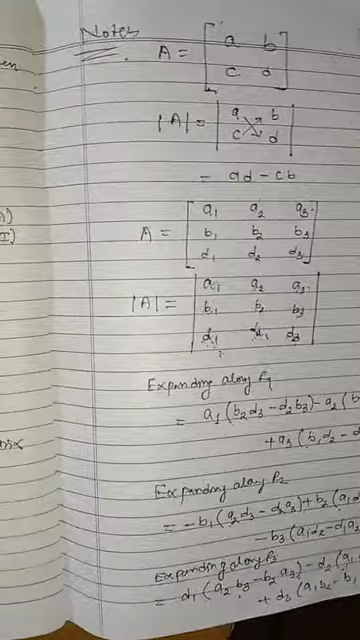 Notes
A = [ a b
c d ]
|A| = | a b
c d |
= ad - cb
A = [ a1 a2 a3
b1 b2 b3
d1 d2 d3 ]
|A| = | a1 a2 a3
b1 b2 b3
d1 d2 d3 |
Expanding along R1
= a1 (b2d3 - d2b3) - a2 (b
+ a3 (b1d2 - d
Expanding along R2
= -b1 (a2d3 - d2a3) + b2 (a1d
- b3 (a1d2 - d1a2
Expanding along R3
= d1 (a2b3 - b2a3) - d2 (a1
+ d3 (a1b2 - b1